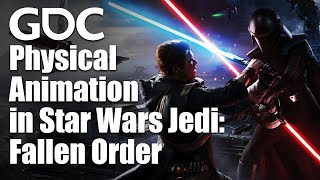 GDC
Physical
Animation
in Star Wars Jedi:
Fallen Order